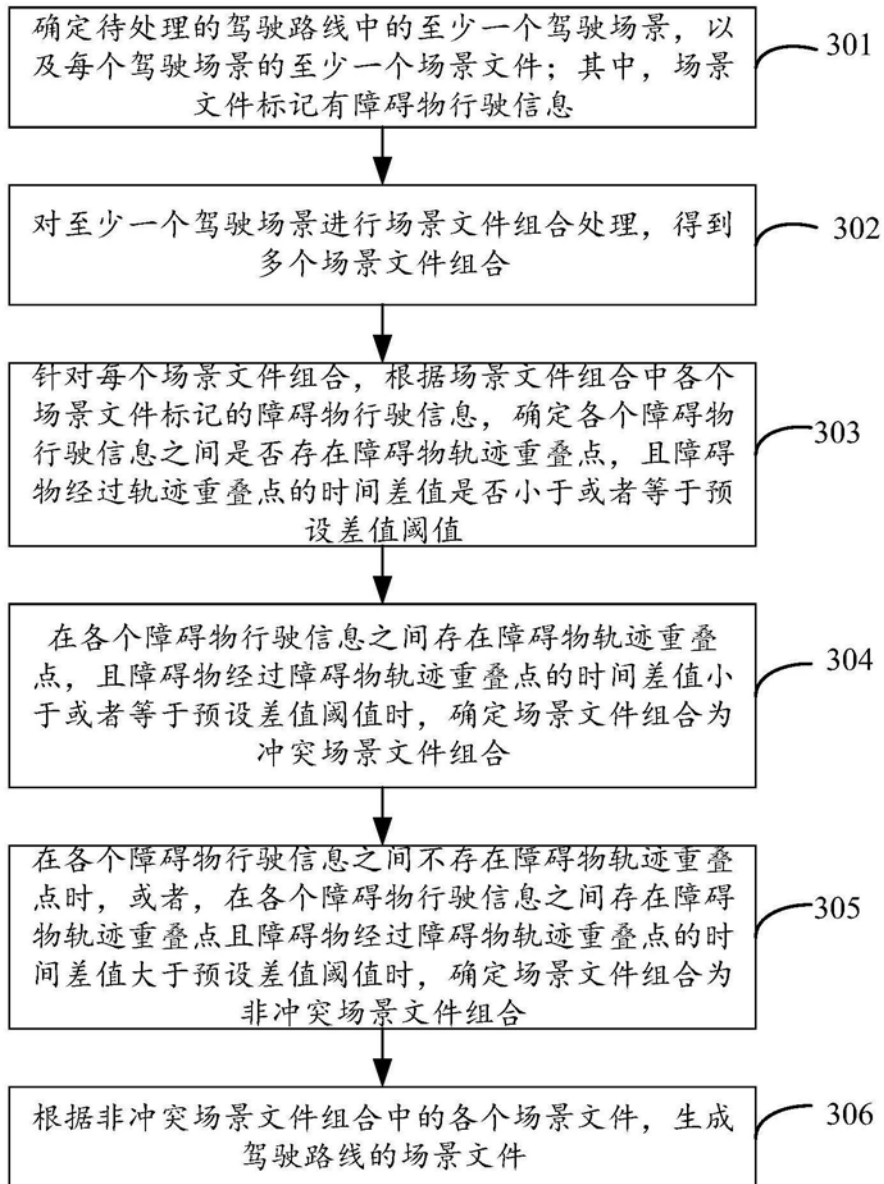 确定待处理的驾驶路线中的至少一个驾驶场景，以
及每个驾驶场景的至少一个场景文件；其中，场景
文件标记有障碍物行驶信息
301
对至少一个驾驶场景进行场景文件组合处理，得到
多个场景文件组合
302
针对每个场景文件组合，根据场景文件组合中各个
场景文件标记的障碍物行驶信息，确定各个障碍物
行驶信息之间是否存在障碍物轨迹重叠点，且障碍
物经过轨迹重叠点的时间差值是否小于或者等于预
设差值阈值
303
在各个障碍物行驶信息之间存在障碍物轨迹重叠
点，且障碍物经过障碍物轨迹重叠点的时间差值小
于或者等于预设差值阈值时，确定场景文件组合为
冲突场景文件组合
304
在各个障碍物行驶信息之间不存在障碍物轨迹重叠
点时，或者，在各个障碍物行驶信息之间存在障碍
物轨迹重叠点且障碍物经过障碍物轨迹重叠点的时
间差值大于预设差值阈值时，确定场景文件组合为
非冲突场景文件组合
305
根据非冲突场景文件组合中的各个场景文件，生成
驾驶路线的场景文件
306